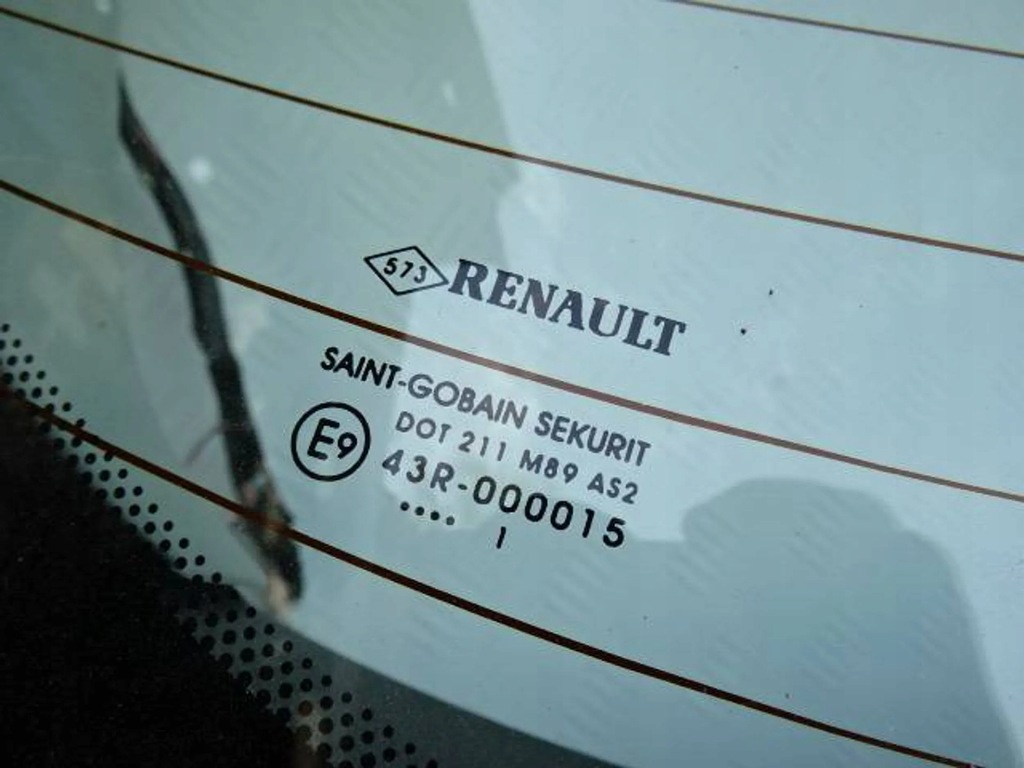 573 RENAULT
SAINT-GOBAIN SEKURIT
E9 DOT 211 M89 AS2
43R-000015
....
1